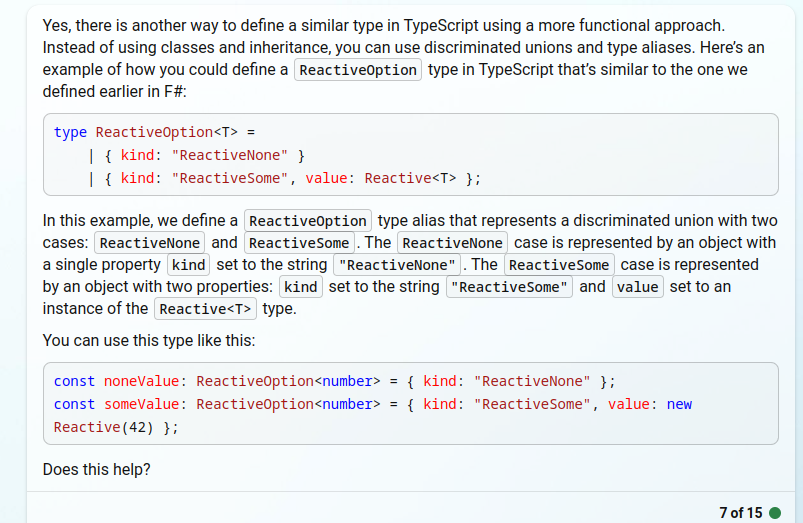 Yes, there is another way to define a similar type in TypeScript using a more functional approach.
Instead of using classes and inheritance, you can use discriminated unions and type aliases. Here’s an
example of how you could define a ReactiveOption type in TypeScript that’s similar to the one we
defined earlier in F#:
type ReactiveOption<T> =
    | { kind: "ReactiveNone" }
    | { kind: "ReactiveSome", value: Reactive<T> };
In this example, we define a ReactiveOption type alias that represents a discriminated union with two
cases: ReactiveNone and ReactiveSome. The ReactiveNone case is represented by an object with
a single property kind set to the string "ReactiveNone". The ReactiveSome case is represented
by an object with two properties: kind set to the string "ReactiveSome" and value set to an
instance of the Reactive<T> type.
You can use this type like this:
const noneValue: ReactiveOption<number> = { kind: "ReactiveNone" };
const someValue: ReactiveOption<number> = { kind: "ReactiveSome", value: new
Reactive(42) };
Does this help?
7 of 15